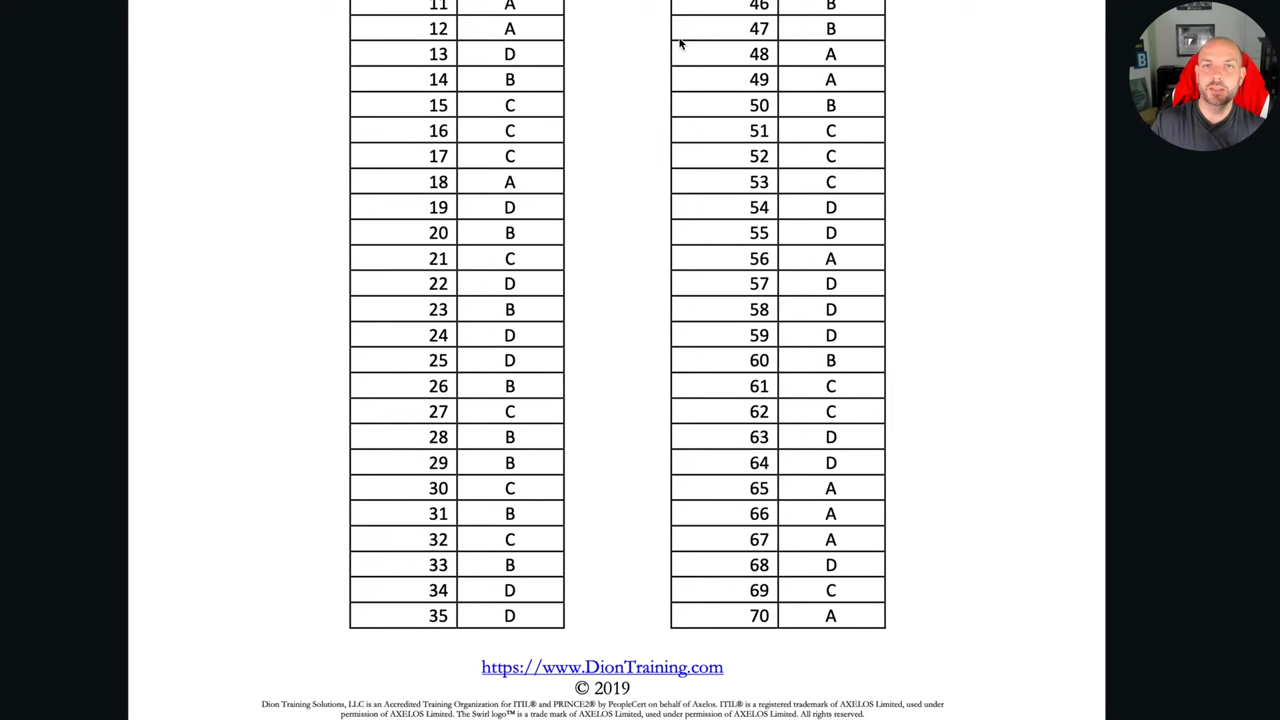 11 A 46 B
12 A 47 B
13 D 48 A
14 B 49 A
15 C 50 B
16 C 51 C
17 C 52 C
18 A 53 C
19 D 54 D
20 B 55 D
21 C 56 A
22 D 57 D
23 B 58 D
24 D 59 D
25 D 60 B
26 B 61 C
27 C 62 C
28 B 63 D
29 B 64 D
30 C 65 A
31 B 66 A
32 C 67 A
33 B 68 D
34 D 69 C
35 D 70 A
https://www.DionTraining.com
© 2019
Dion Training Solutions, LLC is an Accredited Training Organization for ITIL® and PRINCE2® by PeopleCert on behalf of Axelos. ITIL® is a registered trademark of AXELOS Limited, used under
permission of AXELOS Limited. The Swirl logo™ is a trade mark of AXELOS Limited, used under permission of AXELOS Limited. All rights reserved.